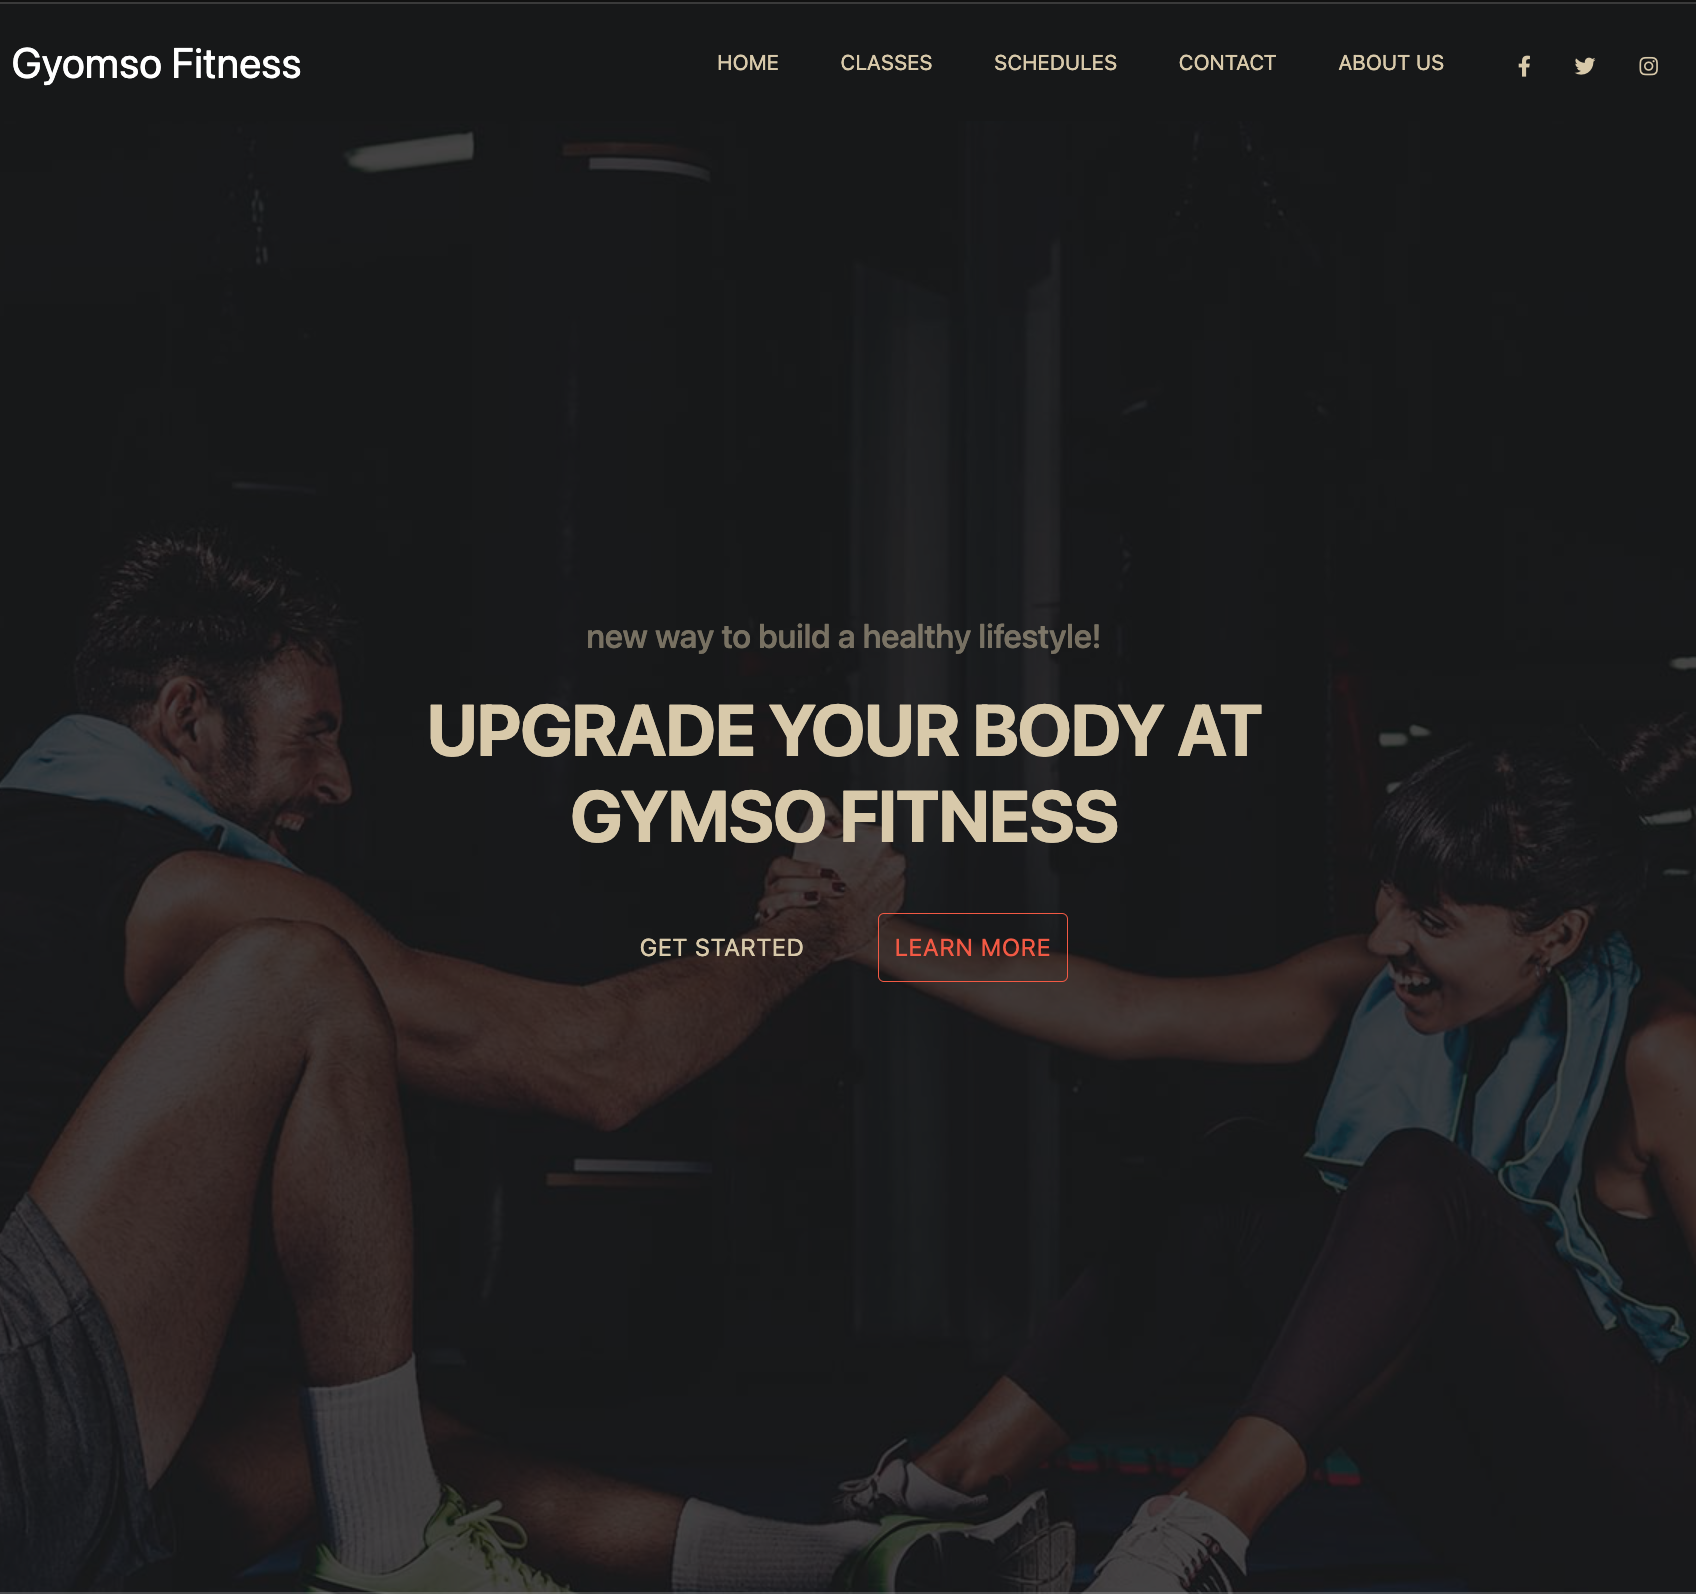 Gyomso Fitness
HOME CLASSES SCHEDULES CONTACT ABOUT US
new way to build a healthy lifestyle!
UPGRADE YOUR BODY AT
GYMSO FITNESS
GET STARTED LEARN MORE